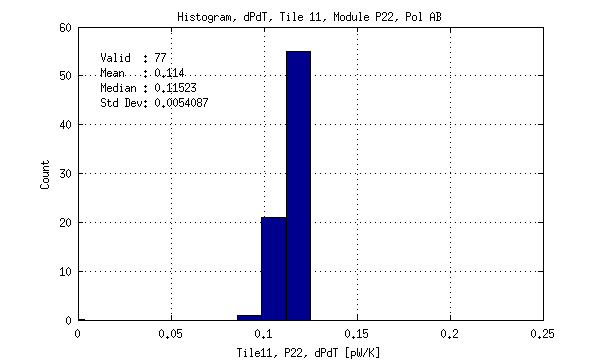 Histogram, dPdT, Tile 11, Module P22, Pol AB
60
50
40
30
20
10
0
Valid : 77
Mean : 0.114
Median : 0.11523
Std Dev: 0.0054087
Count
0 0.05 0.1 0.15 0.2 0.25
Tile11, P22, dPdT [pW/K]